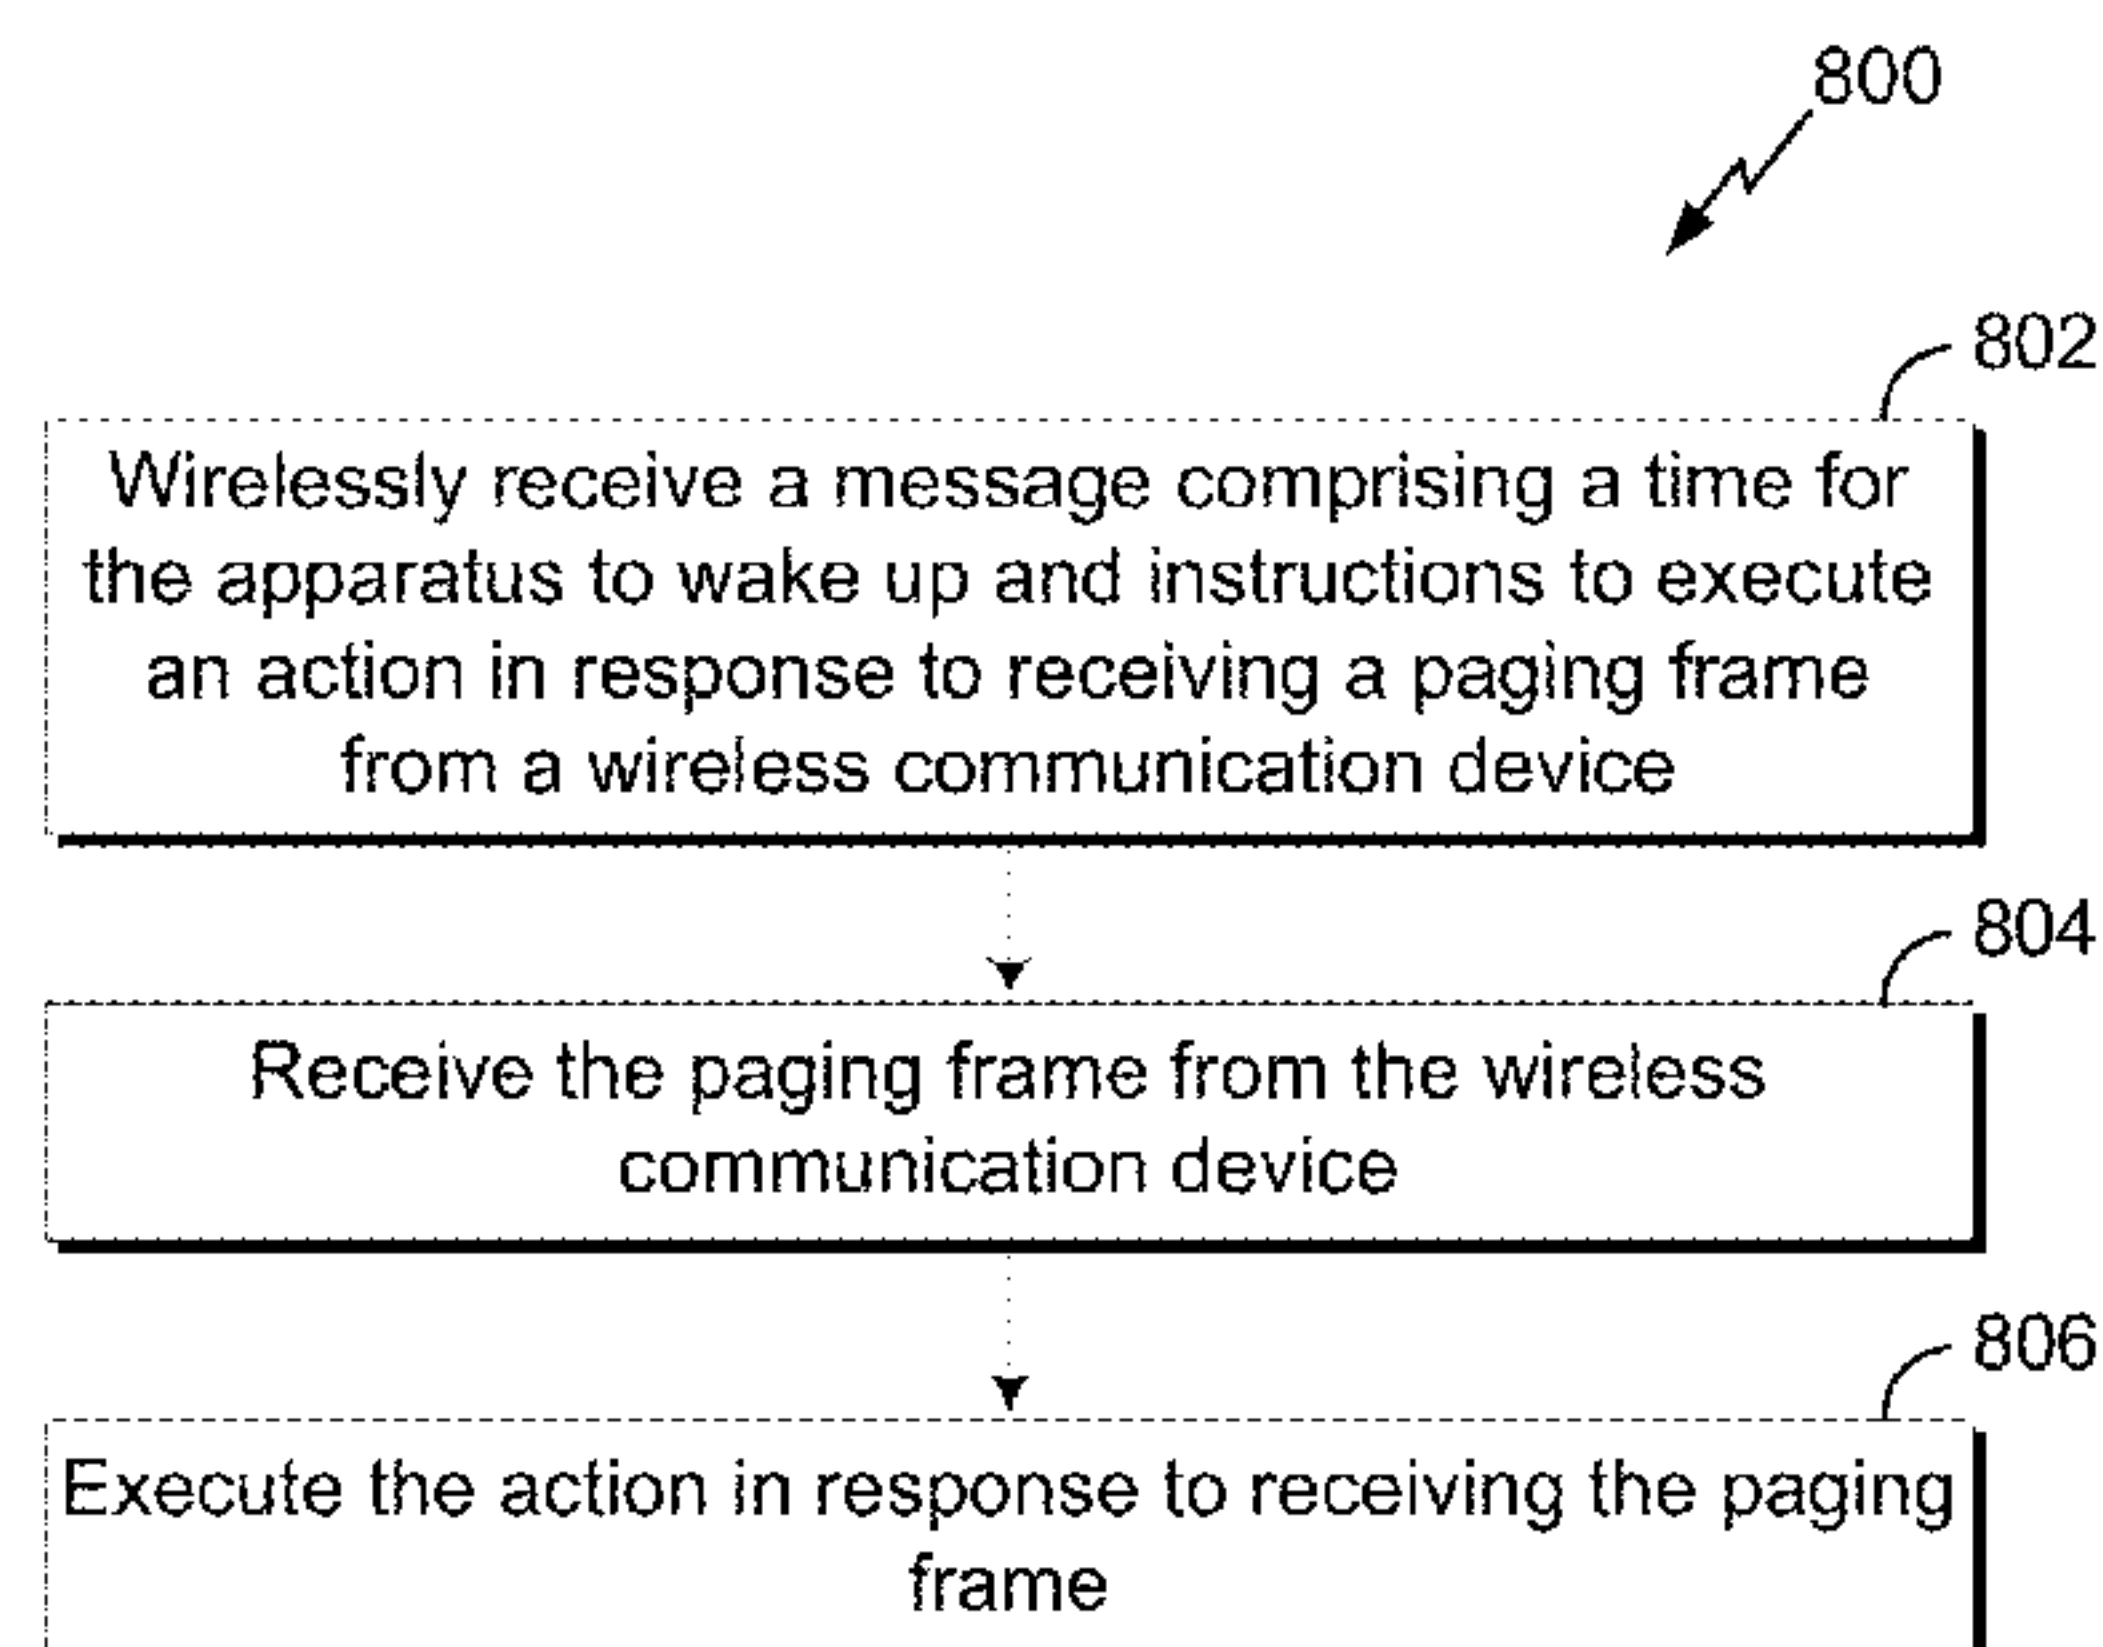 800
802
Wirelessly receive a message comprising a time for
the apparatus to wake up and instructions to execute
an action in response to receiving a paging frame
from a wireless communication device
804
Receive the paging frame from the wireless
communication device
806
Execute the action in response to receiving the paging
frame